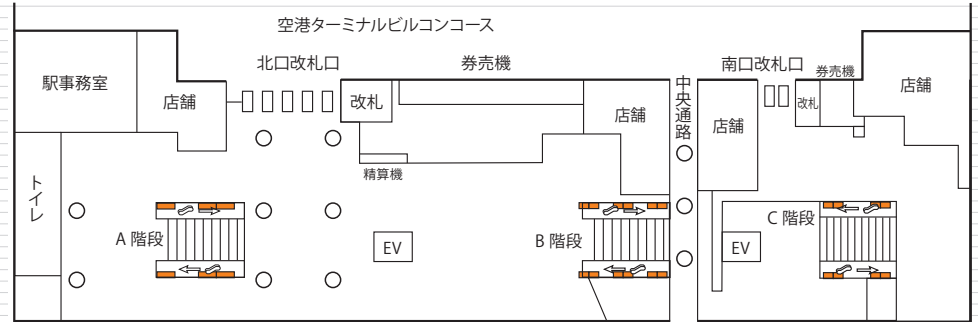 空港ターミナルビルコンコース
北口改札口
券売機
南口改札口
券売機
駅事務室
店舗
改札
店舗
中央通路
店舗
改札
店舗
精算機
トイレ
A 階段
EV
B 階段
EV
C 階段